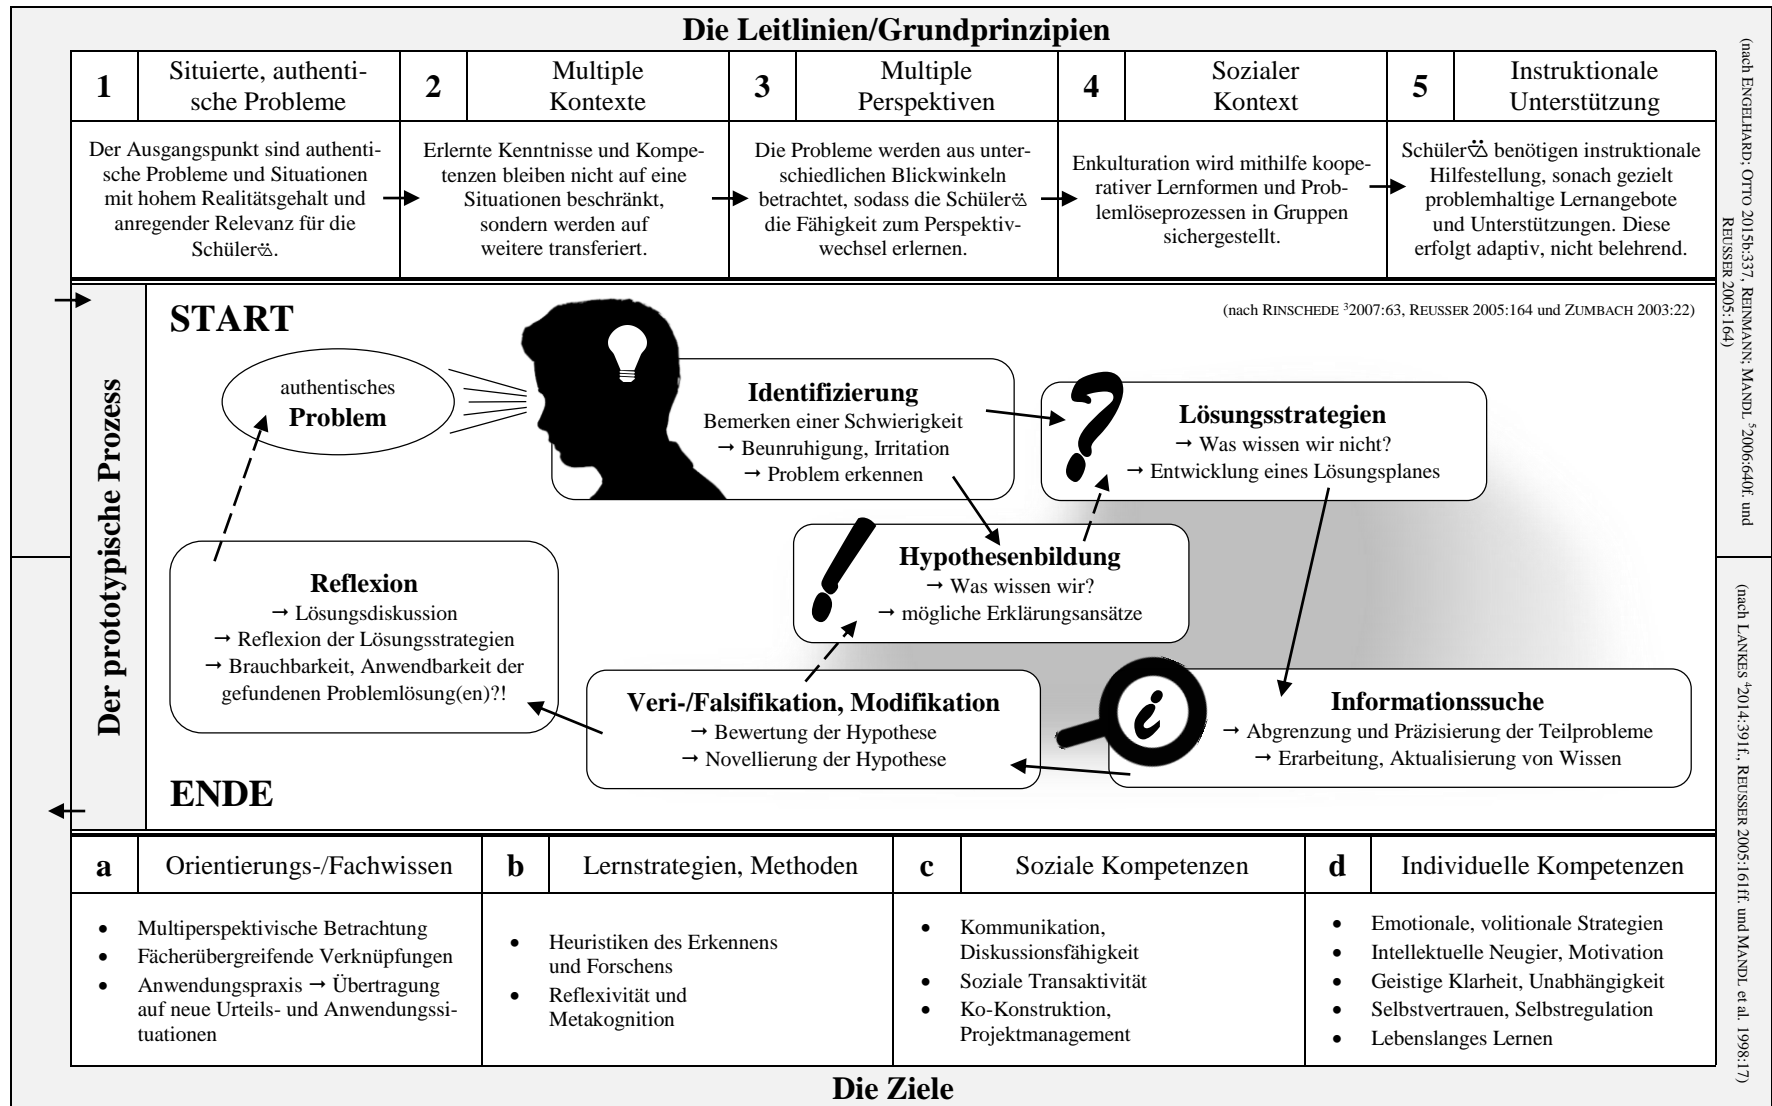 Die Leitlinien/Grundprinzipien
1
Situierte, authenti-
sche Probleme
2
Multiple
Kontexte
3
Multiple
Perspektiven
4
Sozialer
Kontext
5
Instruktionale
Unterstützung
Der Ausgangspunkt sind authenti-
sche Probleme und Situationen
mit hohem Realitätsgehalt und
anregender Relevanz für die
Schüler.
Erlernte Kenntnisse und Kompe-
tenzen bleiben nicht auf eine
Situationen beschränkt,
sondern werden auf
weitere transferiert.
Die Probleme werden aus unter-
schiedlichen Blickwinkeln
betrachtet, sodass die Schüler
die Fähigkeit zum Perspektiv-
wechsel erlernen.
Enkulturation wird mithilfe koope-
rativer Lernformen und Prob-
lemlöseprozessen in Gruppen
sichergestellt.
Schüler benötigen instruktionale
Hilfestellung, sonach gezielt
problemhaltige Lernangebote
und Unterstützungen. Diese
erfolgt adaptiv, nicht belehrend.
(nach ENGELHARD; OTTO 2015b:337, REINMANN; MANDL ⁵2006:640f. und
REUSSER 2005:164)
Der prototypische Prozess
START
(nach RINSCHEDE ³2007:63, REUSSER 2005:164 und ZUMBACH 2003:22)
authentisches
Problem
Identifizierung
Bemerken einer Schwierigkeit
→ Beunruhigung, Irritation
→ Problem erkennen
?
Lösungsstrategien
→ Was wissen wir nicht?
→ Entwicklung eines Lösungsplanes
!
Hypothesenbildung
→ Was wissen wir?
→ mögliche Erklärungsansätze
Reflexion
→ Lösungsdiskussion
→ Reflexion der Lösungsstrategien
→ Brauchbarkeit, Anwendbarkeit der
gefundenen Problemlösung(en)?!
Veri-/Falsifikation, Modifikation
→ Bewertung der Hypothese
→ Novellierung der Hypothese
i
Informationssuche
→ Abgrenzung und Präzisierung der Teilprobleme
→ Erarbeitung, Aktualisierung von Wissen
ENDE
(nach LANKES ⁴2014:391f., REUSSER 2005:161ff. und MANDL et al. 1998:17)
a
Orientierungs-/Fachwissen
b
Lernstrategien, Methoden
c
Soziale Kompetenzen
d
Individuelle Kompetenzen
• Multiperspektivische Betrachtung
• Fächerübergreifende Verknüpfungen
• Anwendungspraxis → Übertragung
auf neue Urteils- und Anwendungssi-
tuationen
• Heuristiken des Erkennens
und Forschens
• Reflexivität und
Metakognition
• Kommunikation,
Diskussionsfähigkeit
• Soziale Transaktivität
• Ko-Konstruktion,
Projektmanagement
• Emotionale, volitionale Strategien
• Intellektuelle Neugier, Motivation
• Geistige Klarheit, Unabhängigkeit
• Selbstvertrauen, Selbstregulation
• Lebenslanges Lernen
Die Ziele